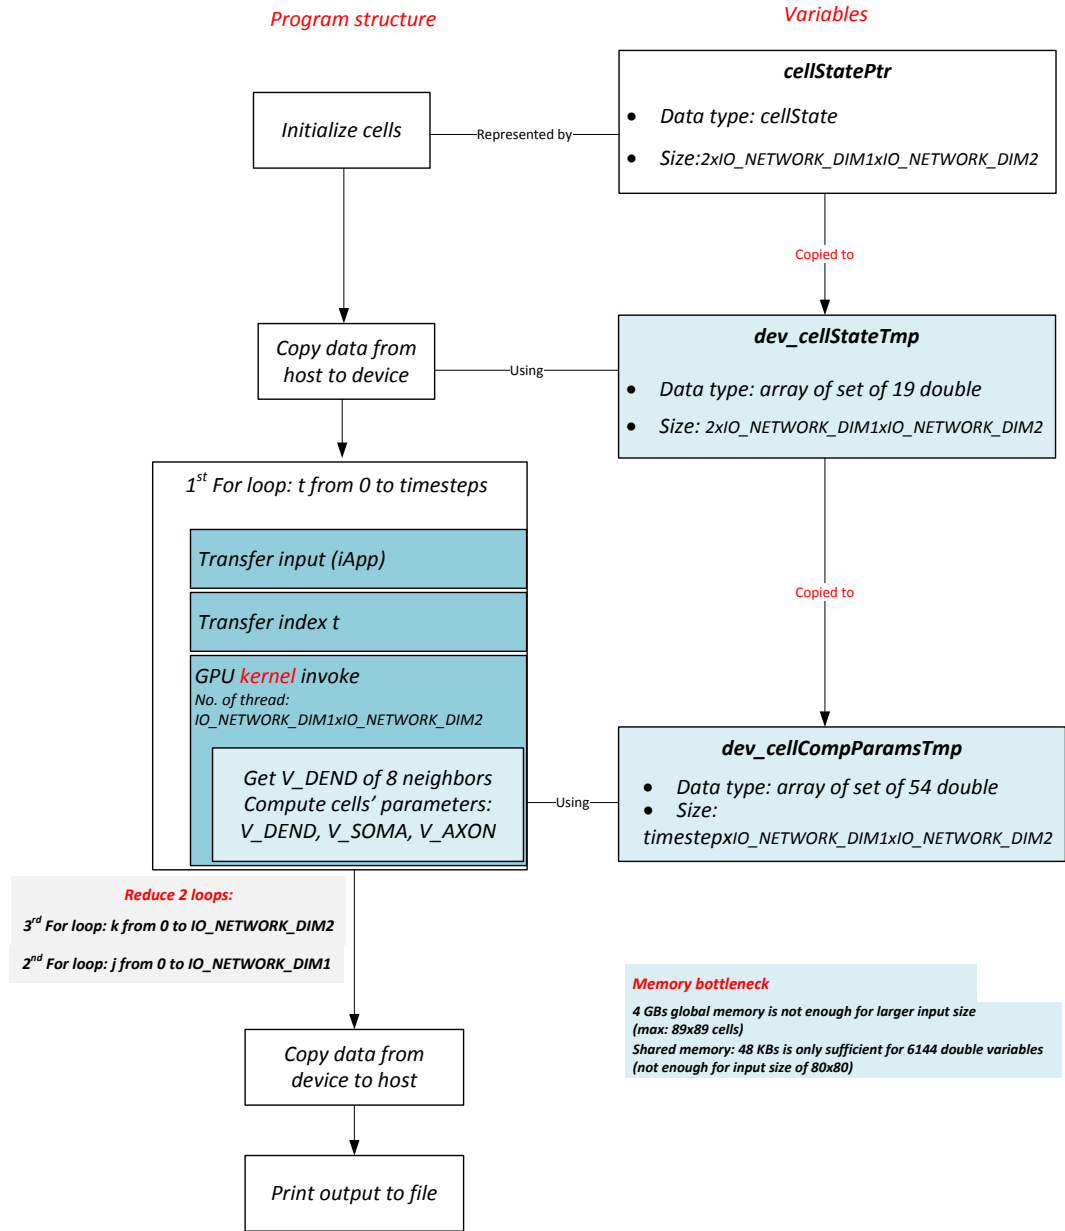 Program structure
Variables
cellStatePtr
• Data type: cellState
• Size:2xIO_NETWORK_DIM1xIO_NETWORK_DIM2
Initialize cells
Represented by
Copied to
Copy data from
host to device
Using
dev_cellStateTmp
• Data type: array of set of 19 double
• Size: 2xIO_NETWORK_DIM1xIO_NETWORK_DIM2
1st For loop: t from 0 to timesteps
Transfer input (iApp)
Transfer index t
GPU kernel invoke
No. of thread:
IO_NETWORK_DIM1xIO_NETWORK_DIM2
Get V_DEND of 8 neighbors
Compute cells’ parameters:
V_DEND, V_SOMA, V_AXON
Copied to
Using
dev_cellCompParamsTmp
• Data type: array of set of 54 double
• Size:
timestepxIO_NETWORK_DIM1xIO_NETWORK_DIM2
Reduce 2 loops:
3rd For loop: k from 0 to IO_NETWORK_DIM2
2nd For loop: j from 0 to IO_NETWORK_DIM1
Memory bottleneck
4 GBs global memory is not enough for larger input size
(max: 89x89 cells)
Shared memory: 48 KBs is only sufficient for 6144 double variables
(not enough for input size of 80x80)
Copy data from
device to host
Print output to
file